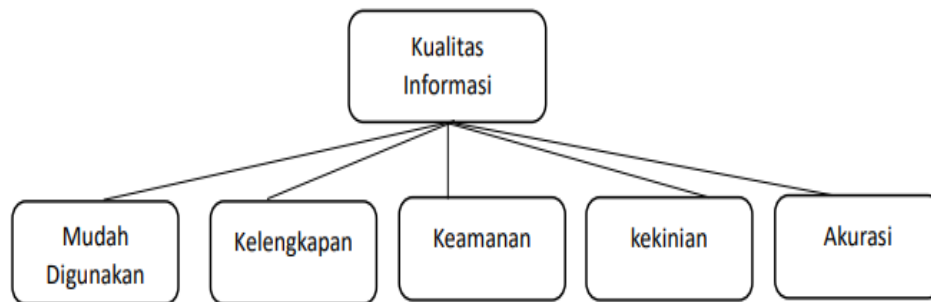 Kualitas
Informasi
Mudah
Digunakan
Kelengkapan
Keamanan
kekinian
Akurasi